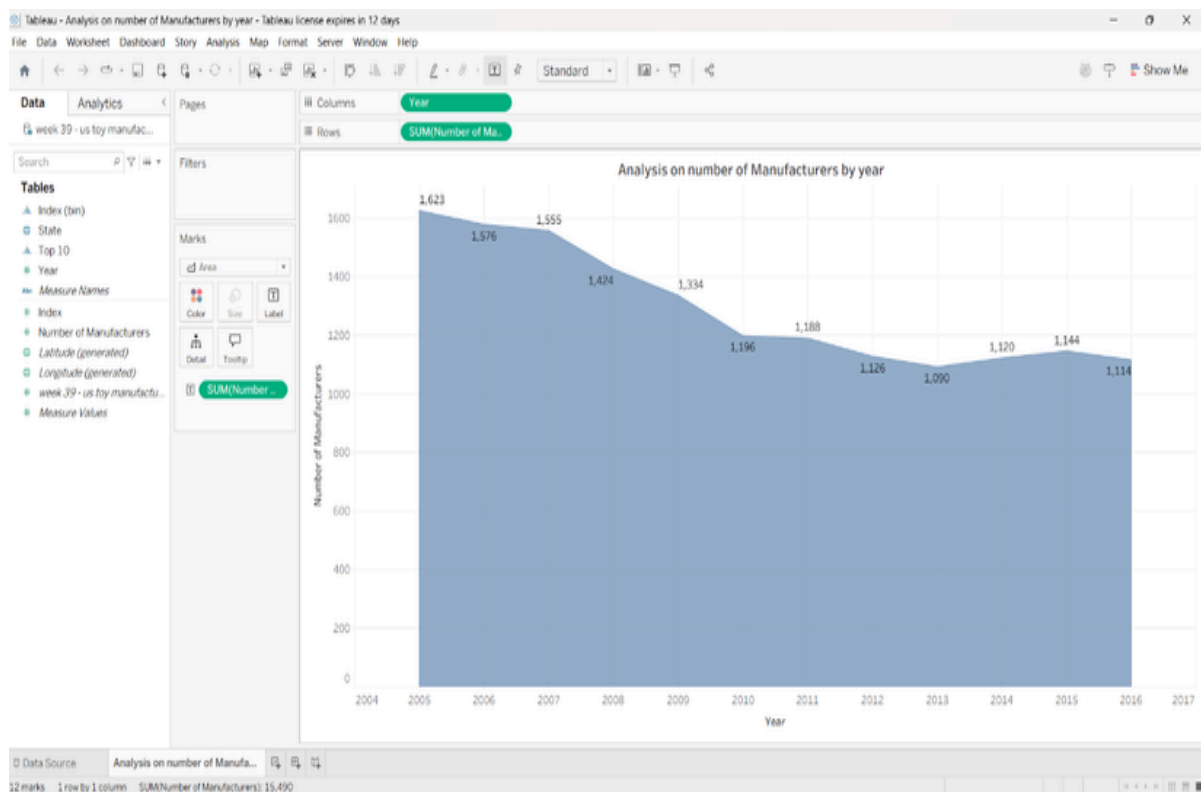 Tableau - Analysis on number of Manufacturers by year - Tableau license expires in 12 days
File Data Worksheet Dashboard Story Analysis Map Format Server Window Help
Standard
Show Me
Data Analytics
week 39 - us toy manufac...
Search
Tables
Index (bin)
State
Top 10
Year
Abc Measure Names
Index
Number of Manufacturers
Latitude (generated)
Longitude (generated)
week 39 - us toy manufactu...
Measure Values
Pages
Filters
Marks
Area
Color Size Label
Detail Tooltip
SUM(Number ..
Columns Year
Rows SUM(Number of Ma..
Analysis on number of Manufacturers by year
Number of Manufacturers
1600
1400
1200
1000
800
600
400
200
0
1,623
1,576
1,555
1,424
1,334
1,196
1,188
1,126
1,090
1,120
1,144
1,114
2004 2005 2006 2007 2008 2009 2010 2011 2012 2013 2014 2015 2016 2017
Year
Data Source Analysis on number of Manufa...
12 marks 1 row by 1 column SUM(Number of Manufacturers): 15,490